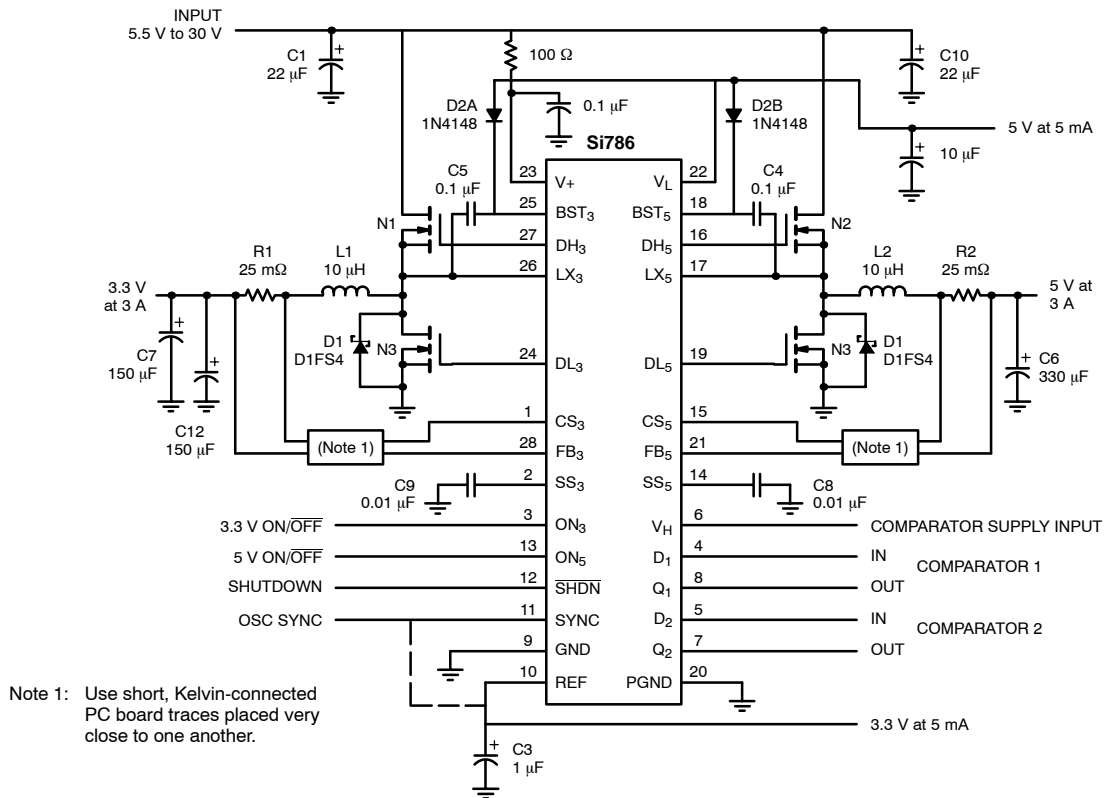 INPUT
5.5 V to 30 V
C1
22 μF
+
100 Ω
+
C10
22 μF
D2A
1N4148
0.1 μF
D2B
1N4148
5 V at 5 mA
+
10 μF
Si786
C5
0.1 μF
C4
0.1 μF
23
V+
VL
22
25
BST3
BST5
18
N1
N2
27
DH3
DH5
16
26
LX3
LX5
17
R1
25 mΩ
L1
10 μH
L2
10 μH
R2
25 mΩ
3.3 V
at 3 A
5 V at
3 A
+
C7
150 μF
+
C12
150 μF
D1
D1FS4
N3
24
DL3
DL5
19
N3
D1
D1FS4
+
C6
330 μF
1
CS3
CS5
15
(Note 1)
28
FB3
FB5
21
(Note 1)
C9
0.01 μF
2
SS3
SS5
14
C8
0.01 μF
3.3 V ON/OFF
3
ON3
VH
6
COMPARATOR SUPPLY INPUT
5 V ON/OFF
13
ON5
D1
4
IN
COMPARATOR 1
SHUTDOWN
12
SHDN
Q1
8
OUT
OSC SYNC
11
SYNC
D2
5
IN
COMPARATOR 2
9
GND
Q2
7
OUT
10
REF
PGND
20
Note 1: Use short, Kelvin-connected
PC board traces placed very
close to one another.
3.3 V at 5 mA
+
C3
1 μF